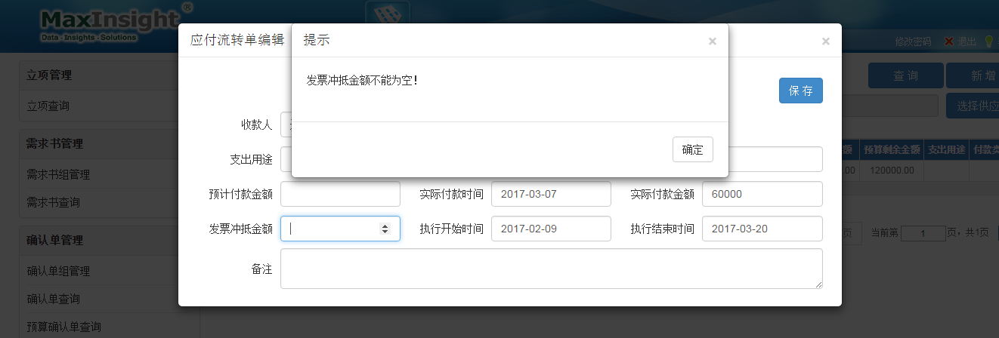 MaxInsight®
Data - Insights - Solutions
修改密码 退出
应付流转单编辑
×
提示
×
发票冲抵金额不能为空！
确定
保 存
收款人
支出用途
预计付款金额
实际付款时间 2017-03-07
实际付款金额 60000
发票冲抵金额
执行开始时间 2017-02-09
执行结束时间 2017-03-20
备注
立项管理
立项查询
需求书管理
需求书组管理
需求书查询
确认单管理
确认单组管理
确认单查询
预算确认单查询
查 询
新 增
选择供应
额 预算剩余金额 支出用途 付款类
.00 120000.00
页 当前第 1 页，共1页